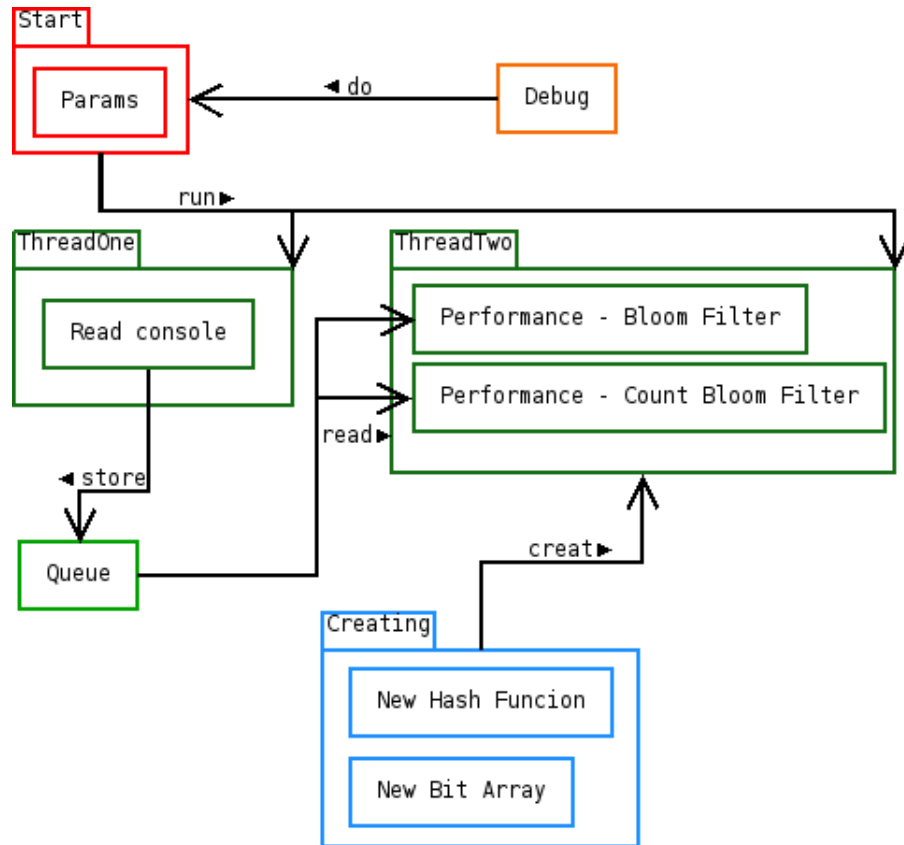 Start
Params
◄ do
Debug
run►
ThreadOne
ThreadTwo
Read console
Performance - Bloom Filter
Performance - Count Bloom Filter
read►
◄ store
Queue
creat►
Creating
New Hash Funcion
New Bit Array